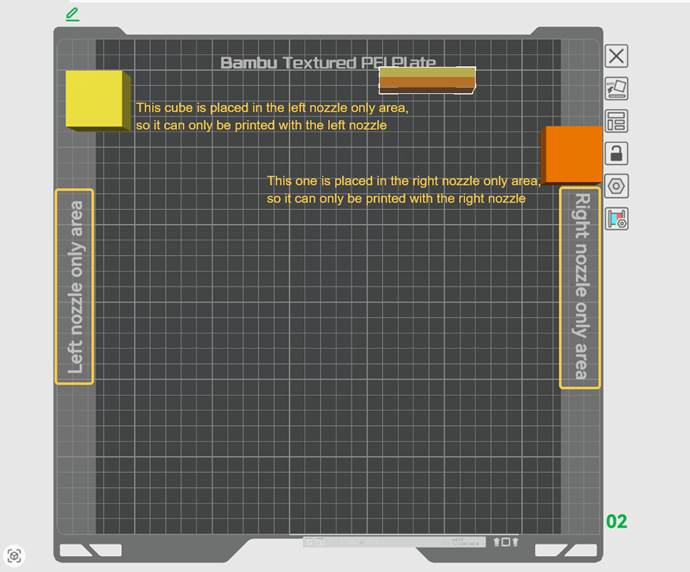 Bambu Textured PEI Plate
This cube is placed in the left nozzle only area,
so it can only be printed with the left nozzle
This one is placed in the right nozzle only area,
so it can only be printed with the right nozzle
Left nozzle only area
Right nozzle only area
02